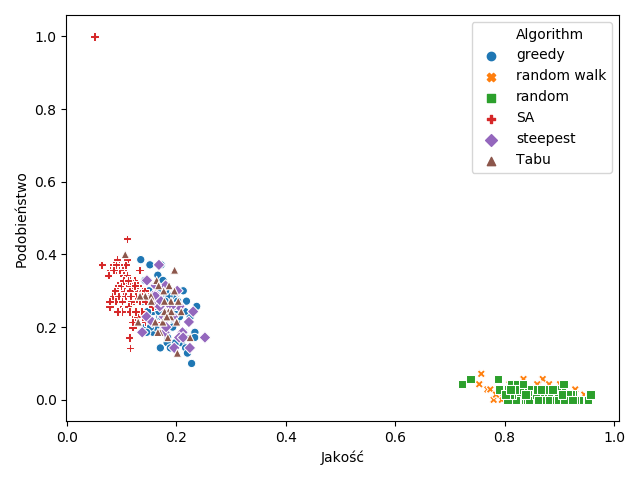 1.0
0.8
0.6
0.4
0.2
0.0
Podobieństwo
Algorithm
greedy
random walk
random
SA
steepest
Tabu
0.0 0.2 0.4 0.6 0.8 1.0
Jakość